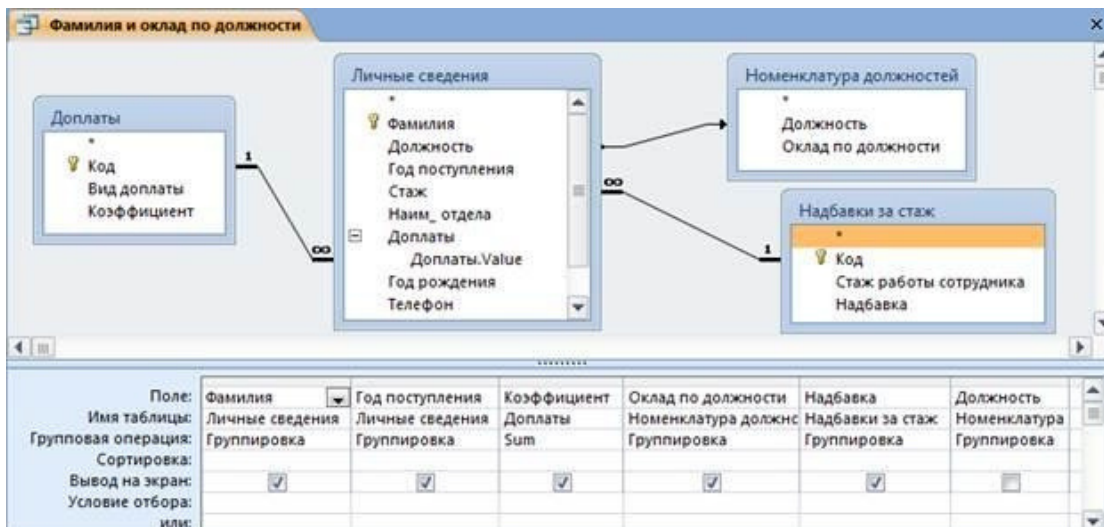 Фамилия и оклад по должности
Доплаты
*
Код
Вид доплаты
Коэффициент
1
∞
Личные сведения
*
Фамилия
Должность
Год поступления
Стаж
Наим_ отдела
Доплаты
Доплаты.Value
Год рождения
Телефон
∞
1
Номенклатура должностей
*
Должность
Оклад по должности
Надбавки за стаж
*
Код
Стаж работы сотрудника
Надбавка
Поле: Фамилия Год поступления Коэффициент Оклад по должности Надбавка Должность
Имя таблицы: Личные сведения Личные сведения Доплаты Номенклатура должнс Надбавки за стаж Номенклатура
Групповая операция: Группировка Группировка Sum Группировка Группировка Группировка
Сортировка:
Вывод на экран:
Условие отбора:
или: